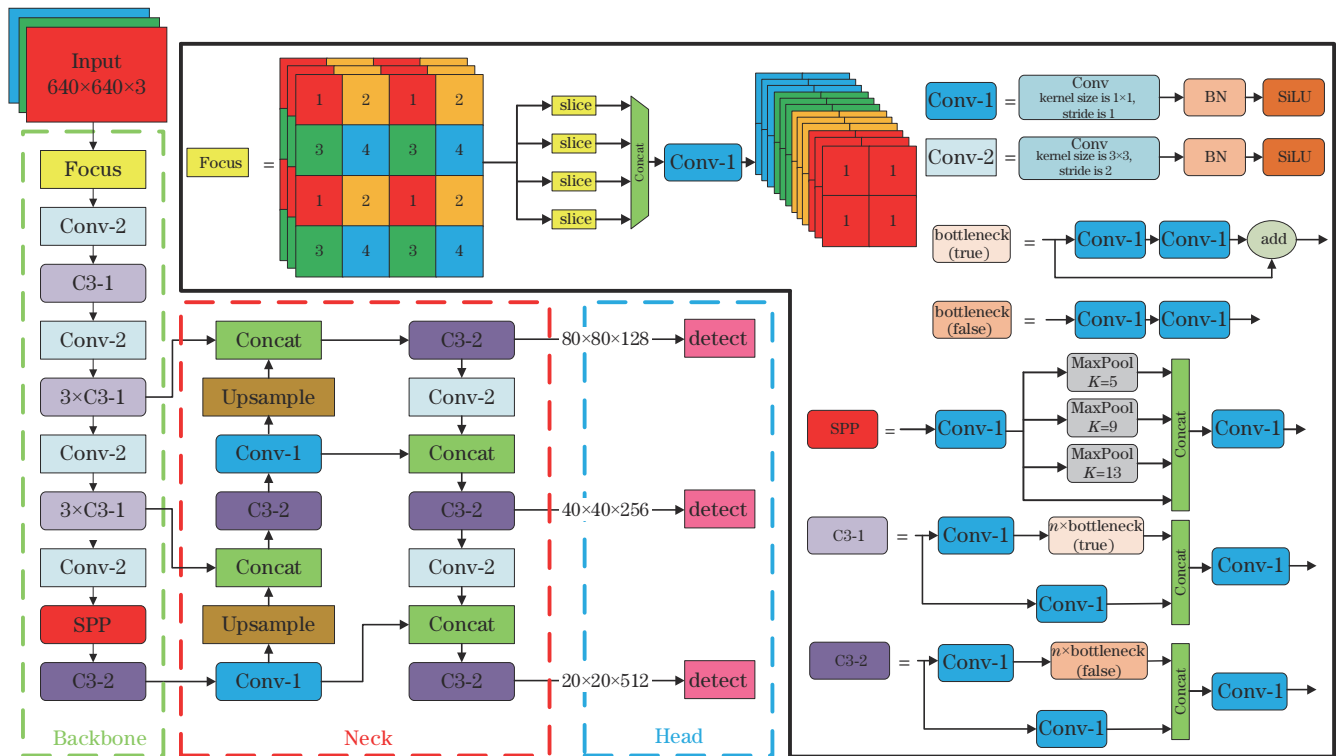 Input
640×640×3
Focus
Conv-2
C3-1
Conv-2
3×C3-1
Conv-2
3×C3-1
Conv-2
SPP
C3-2
Backbone
Concat
Upsample
Conv-1
C3-2
Concat
Upsample
Conv-1
C3-2
Conv-2
Concat
C3-2
Conv-2
Concat
C3-2
Neck
80×80×128
40×40×256
20×20×512
detect
detect
detect
Head
Focus
=
1 2 1 2
3 4 3 4
1 2 1 2
3 4 3 4
slice
slice
slice
slice
Concat
Conv-1
1 1
1 1
Conv-1
=
Conv
kernel size is 1×1,
stride is 1
BN
SiLU
Conv-2
=
Conv
kernel size is 3×3,
stride is 2
BN
SiLU
bottleneck
(true)
=
Conv-1
Conv-1
add
bottleneck
(false)
=
Conv-1
Conv-1
SPP
=
Conv-1
MaxPool
K=5
MaxPool
K=9
MaxPool
K=13
Concat
Conv-1
C3-1
=
Conv-1
n×bottleneck
(true)
Conv-1
Concat
Conv-1
C3-2
=
Conv-1
n×bottleneck
(false)
Conv-1
Concat
Conv-1